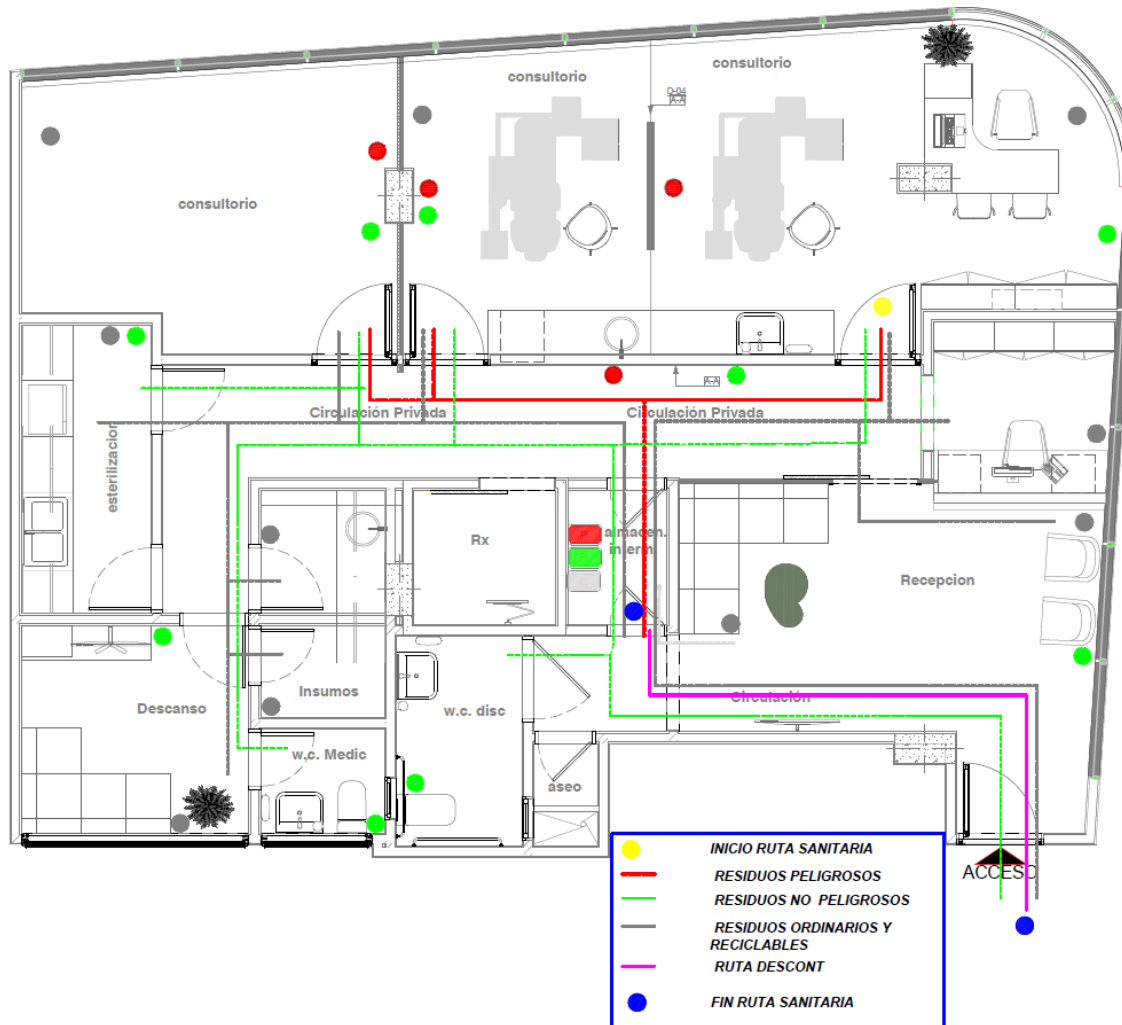 consultorio
consultorio
D-04
A-A
consultorio
A-A
Circulación Privada
Circulación Privada
esterilizacion
Rx
almacen.
interm
Recepcion
Insumos
Descanso
w.c. disc
Circulación
w,c. Medic
aseo
ACCESO
INICIO RUTA SANITARIA
RESIDUOS PELIGROSOS
RESIDUOS NO PELIGROSOS
RESIDUOS ORDINARIOS Y
RECICLABLES
RUTA DESCONT
FIN RUTA SANITARIA